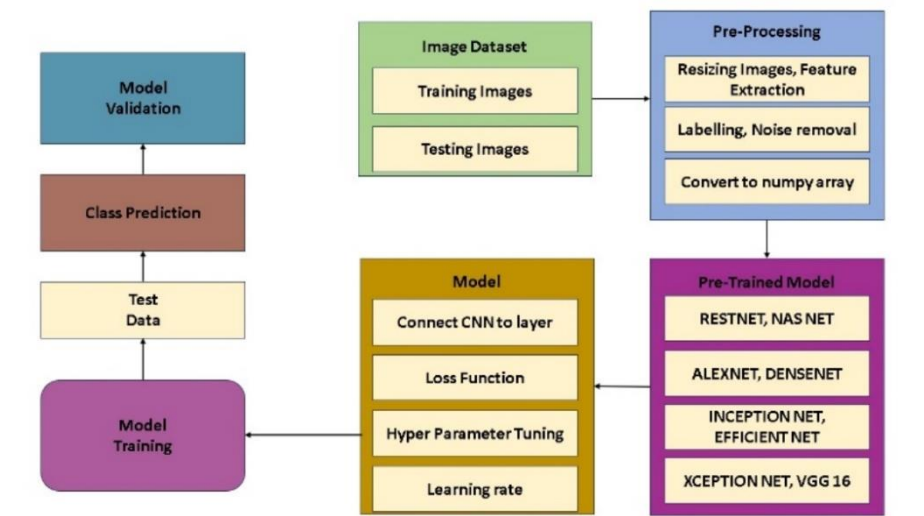 Image Dataset
Training Images
Testing Images
Pre-Processing
Resizing Images, Feature
Extraction
Labelling, Noise removal
Convert to numpy array
Pre-Trained Model
RESTNET, NAS NET
ALEXNET, DENSENET
INCEPTION NET,
EFFICIENT NET
XCEPTION NET, VGG 16
Model
Connect CNN to layer
Loss Function
Hyper Parameter Tuning
Learning rate
Model
Training
Test
Data
Class Prediction
Model
Validation